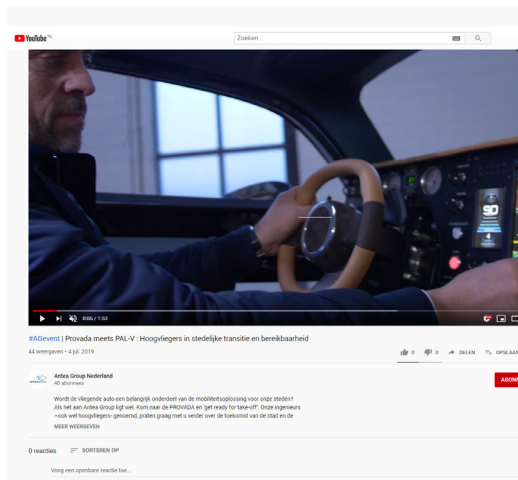 YouTube NL
Zoeken
90
0:05 / 1:53
#AGevent | Provada meets PAL-V : Hoogvliegers in stedelijke transitie en bereikbaarheid
44 weergaven • 4 jul. 2019
0
0
DELEN
OPSLAAN
Antea Group Nederland
40 abonnees
ABONN
Wordt de vliegende auto een belangrijk onderdeel van de mobiliteitsoplossing voor onze steden?
Als het aan Antea Group ligt wel. Kom naar de PROVADA en 'get ready for take-off'. Onze ingenieurs
–ook wel hoogvliegers- genoemd, praten graag met u verder over de toekomst van de stad en de
MEER WEERGEVEN
0 reacties
SORTEREN OP
Voeg een openbare reactie toe...